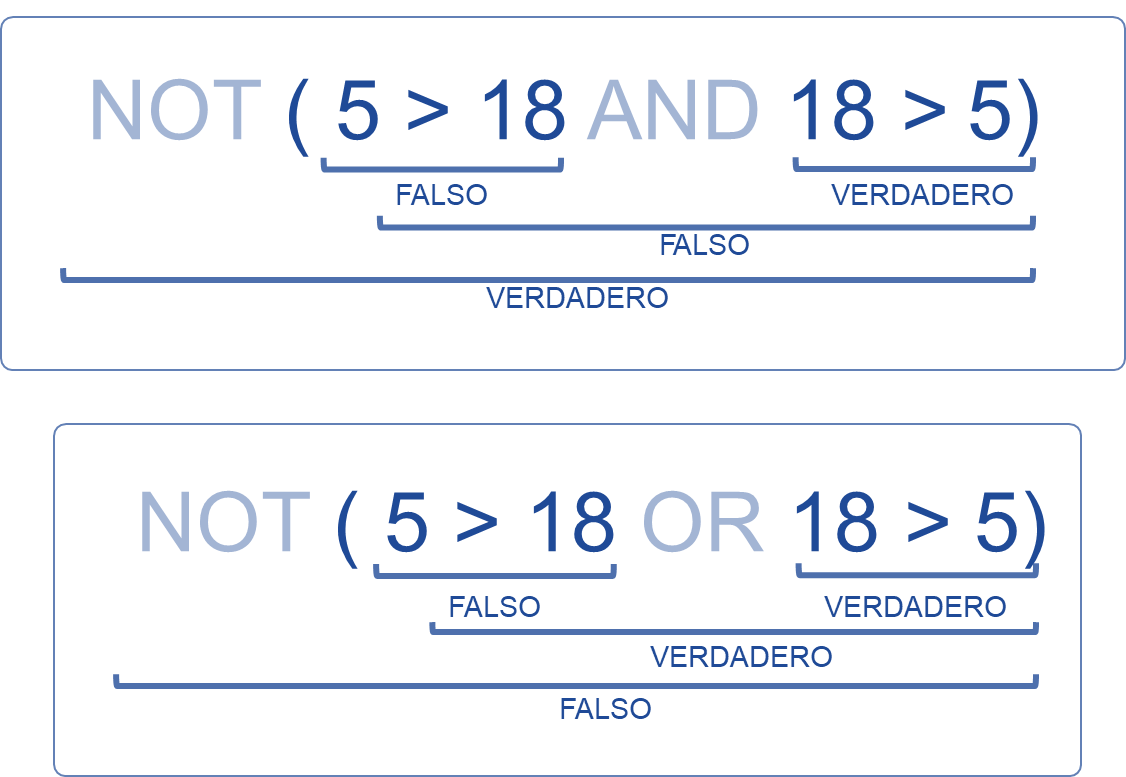 NOT ( 5 > 18 AND 18 > 5)
FALSO VERDADERO
FALSO
VERDADERO
NOT ( 5 > 18 OR 18 > 5)
FALSO VERDADERO
VERDADERO
FALSO